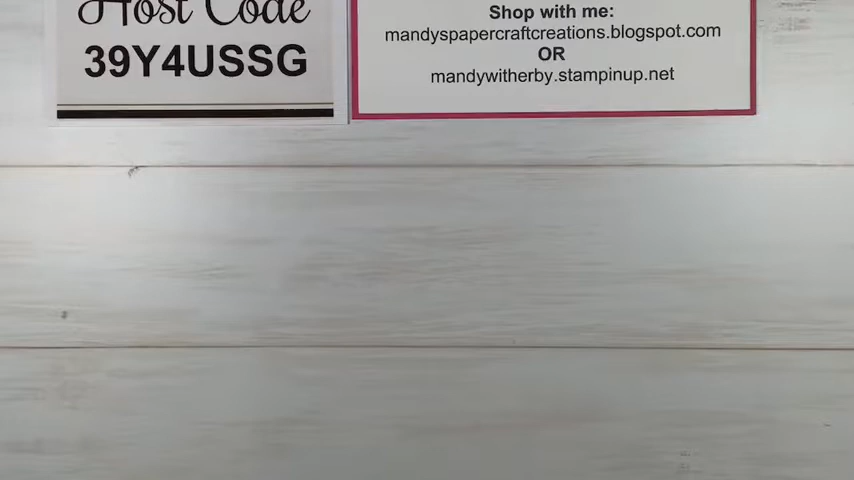 Host Code
39Y4USSG
Shop with me:
mandyspapercraftcreations.blogspot.com
OR
mandywitherby.stampinup.net